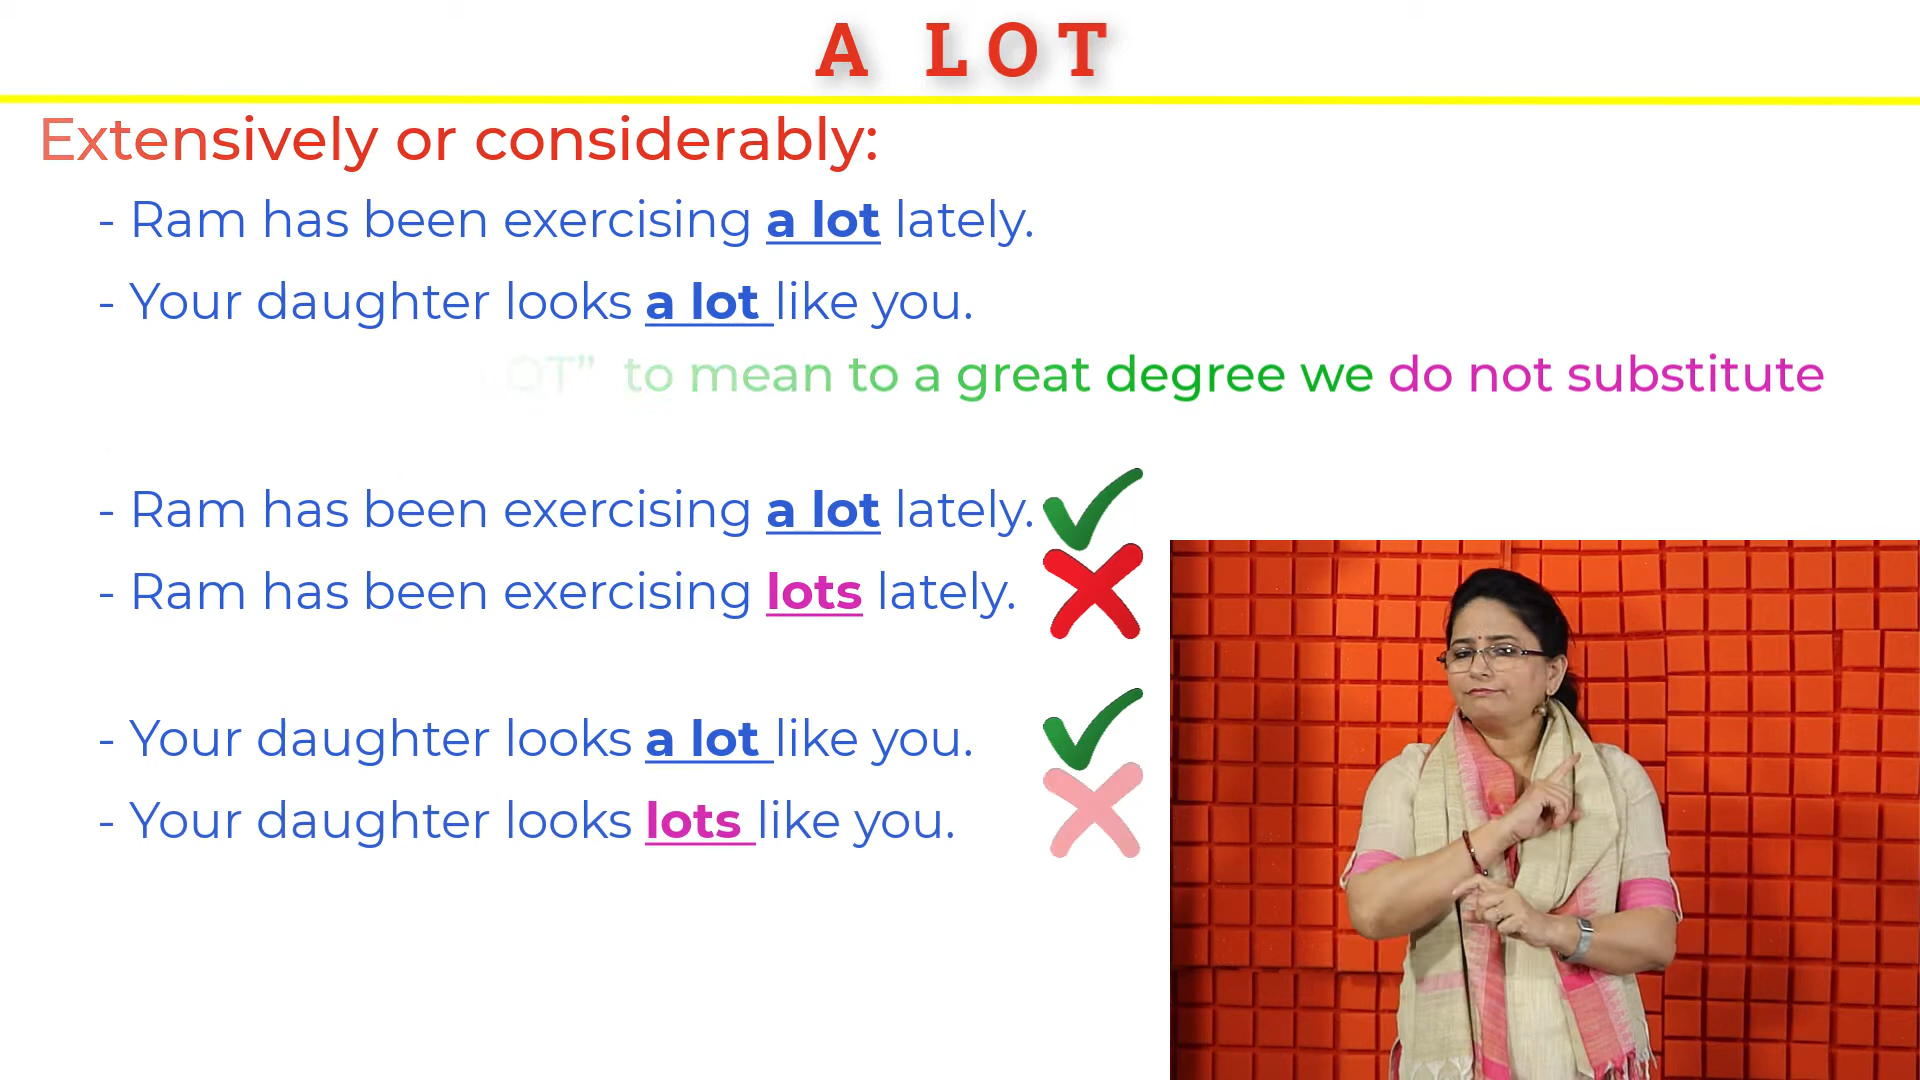 A LOT
Extensively or considerably:
- Ram has been exercising a lot lately.
- Your daughter looks a lot like you.
OT” to mean to a great degree we do not substitute
- Ram has been exercising a lot lately.
- Ram has been exercising lots lately.
- Your daughter looks a lot like you.
- Your daughter looks lots like you.